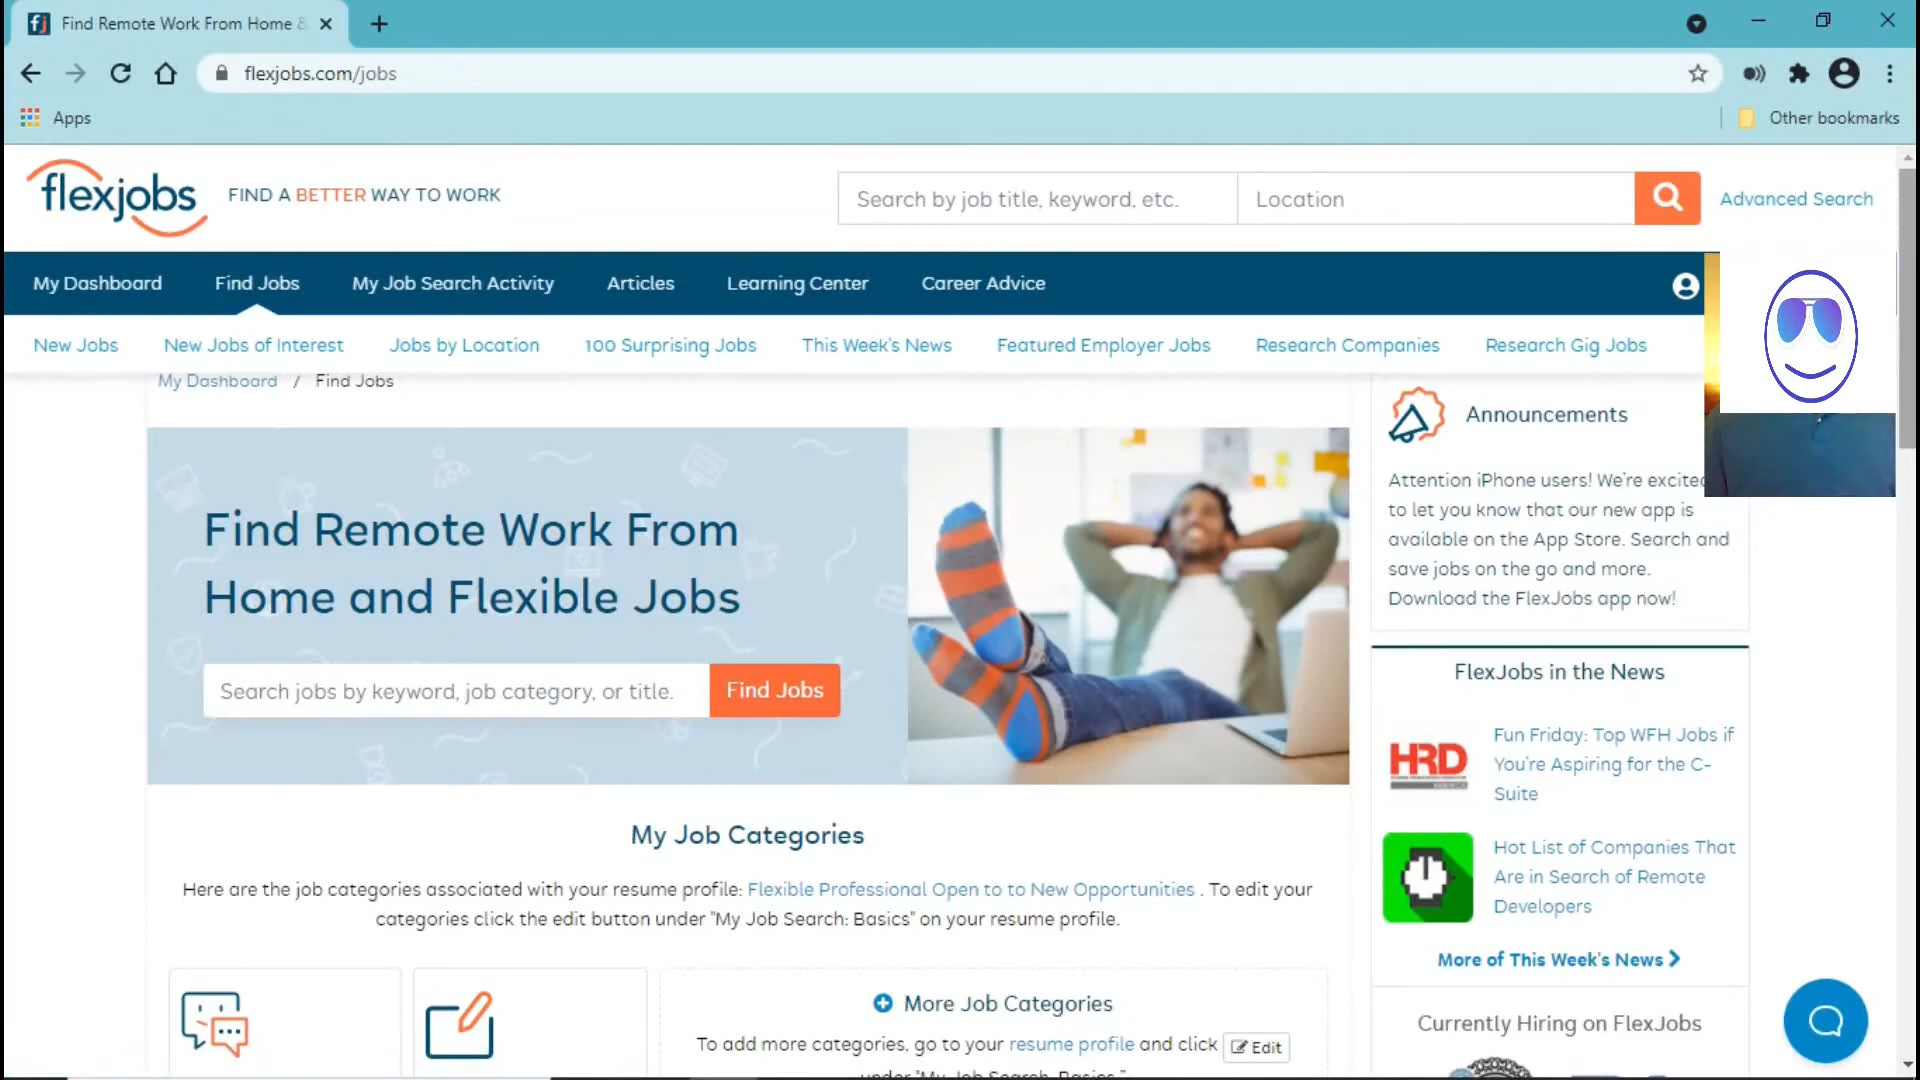 Find Remote Work From Home &
flexjobs.com/jobs
Apps
Other bookmarks
flexjobs
FIND A BETTER WAY TO WORK
Search by job title, keyword, etc.
Location
Advanced Search
My Dashboard
Find Jobs
My Job Search Activity
Articles
Learning Center
Career Advice
New Jobs
New Jobs of Interest
Jobs by Location
100 Surprising Jobs
This Week's News
Featured Employer Jobs
Research Companies
Research Gig Jobs
My Dashboard / Find Jobs
Find Remote Work From
Home and Flexible Jobs
Search jobs by keyword, job category, or title.
Find Jobs
My Job Categories
Here are the job categories associated with your resume profile: Flexible Professional Open to to New Opportunities . To edit your
categories click the edit button under "My Job Search: Basics" on your resume profile.
More Job Categories
To add more categories, go to your resume profile and click Edit
under "My Job Search: Basics."
Announcements
Attention iPhone users! We're excited
to let you know that our new app is
available on the App Store. Search and
save jobs on the go and more.
Download the FlexJobs app now!
FlexJobs in the News
HRD
Fun Friday: Top WFH Jobs if
You're Aspiring for the C-
Suite
Hot List of Companies That
Are in Search of Remote
Developers
More of This Week's News
Currently Hiring on FlexJobs